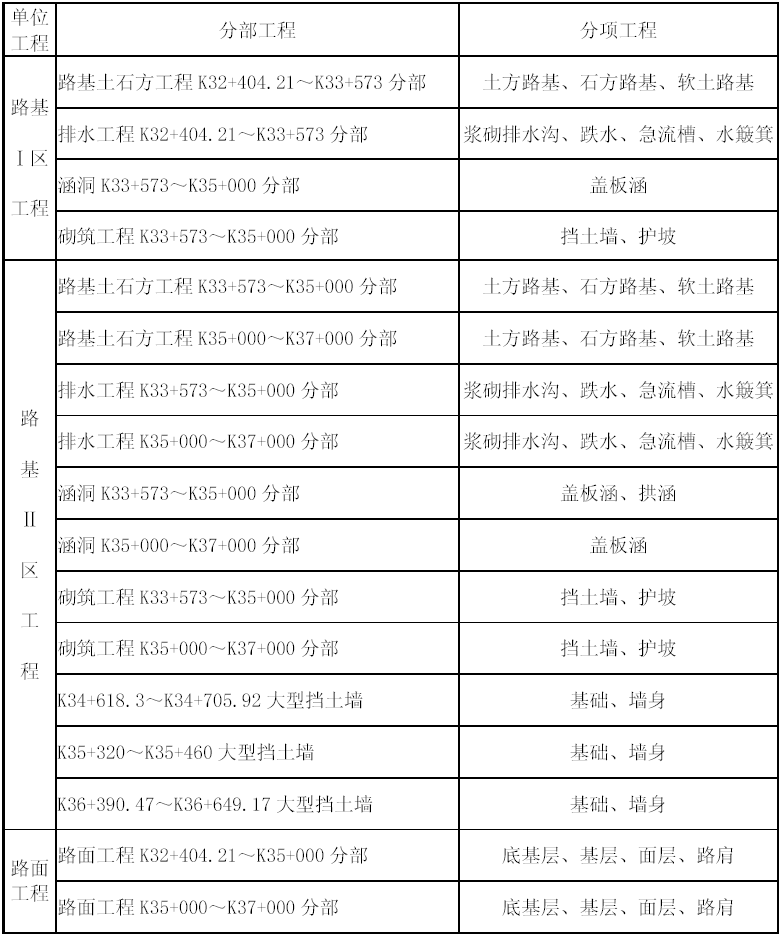 单位工程 分部工程 分项工程
路基Ⅰ区工程
路基土石方工程 K32+404.21～K33+573 分部 土方路基、石方路基、软土路基
排水工程 K32+404.21～K33+573 分部 浆砌排水沟、跌水、急流槽、水簸箕
涵洞 K33+573～K35+000 分部 盖板涵
砌筑工程 K33+573～K35+000 分部 挡土墙、护坡
路基Ⅱ区工程
路基土石方工程 K33+573～K35+000 分部 土方路基、石方路基、软土路基
路基土石方工程 K35+000～K37+000 分部 土方路基、石方路基、软土路基
排水工程 K33+573～K35+000 分部 浆砌排水沟、跌水、急流槽、水簸箕
排水工程 K35+000～K37+000 分部 浆砌排水沟、跌水、急流槽、水簸箕
涵洞 K33+573～K35+000 分部 盖板涵、拱涵
涵洞 K35+000～K37+000 分部 盖板涵
砌筑工程 K33+573～K35+000 分部 挡土墙、护坡
砌筑工程 K35+000～K37+000 分部 挡土墙、护坡
K34+618.3～K34+705.92 大型挡土墙 基础、墙身
K35+320～K35+460 大型挡土墙 基础、墙身
K36+390.47～K36+649.17 大型挡土墙 基础、墙身
路面工程
路面工程 K32+404.21～K35+000 分部 底基层、基层、面层、路肩
路面工程 K35+000～K37+000 分部 底基层、基层、面层、路肩